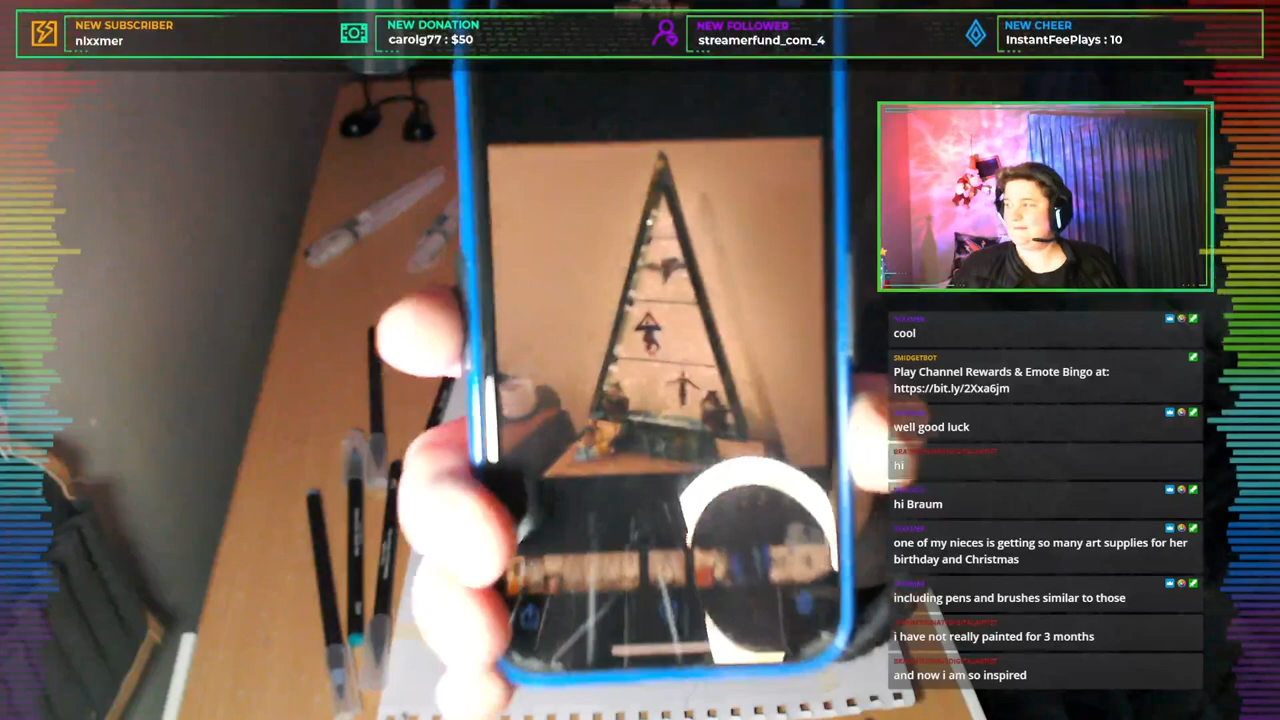 NEW SUBSCRIBER
nlxxmer
NEW DONATION
carolg77 : $50
NEW FOLLOWER
streamerfund_com_4
NEW CHEER
InstantFeePlays : 10
cool
SMIDGETBOT
Play Channel Rewards & Emote Bingo at:
https://bit.ly/2Xxa6jm
well good luck
hi
hi Braum
one of my nieces is getting so many art supplies for her
birthday and Christmas
including pens and brushes similar to those
i have not really painted for 3 months
and now i am so inspired